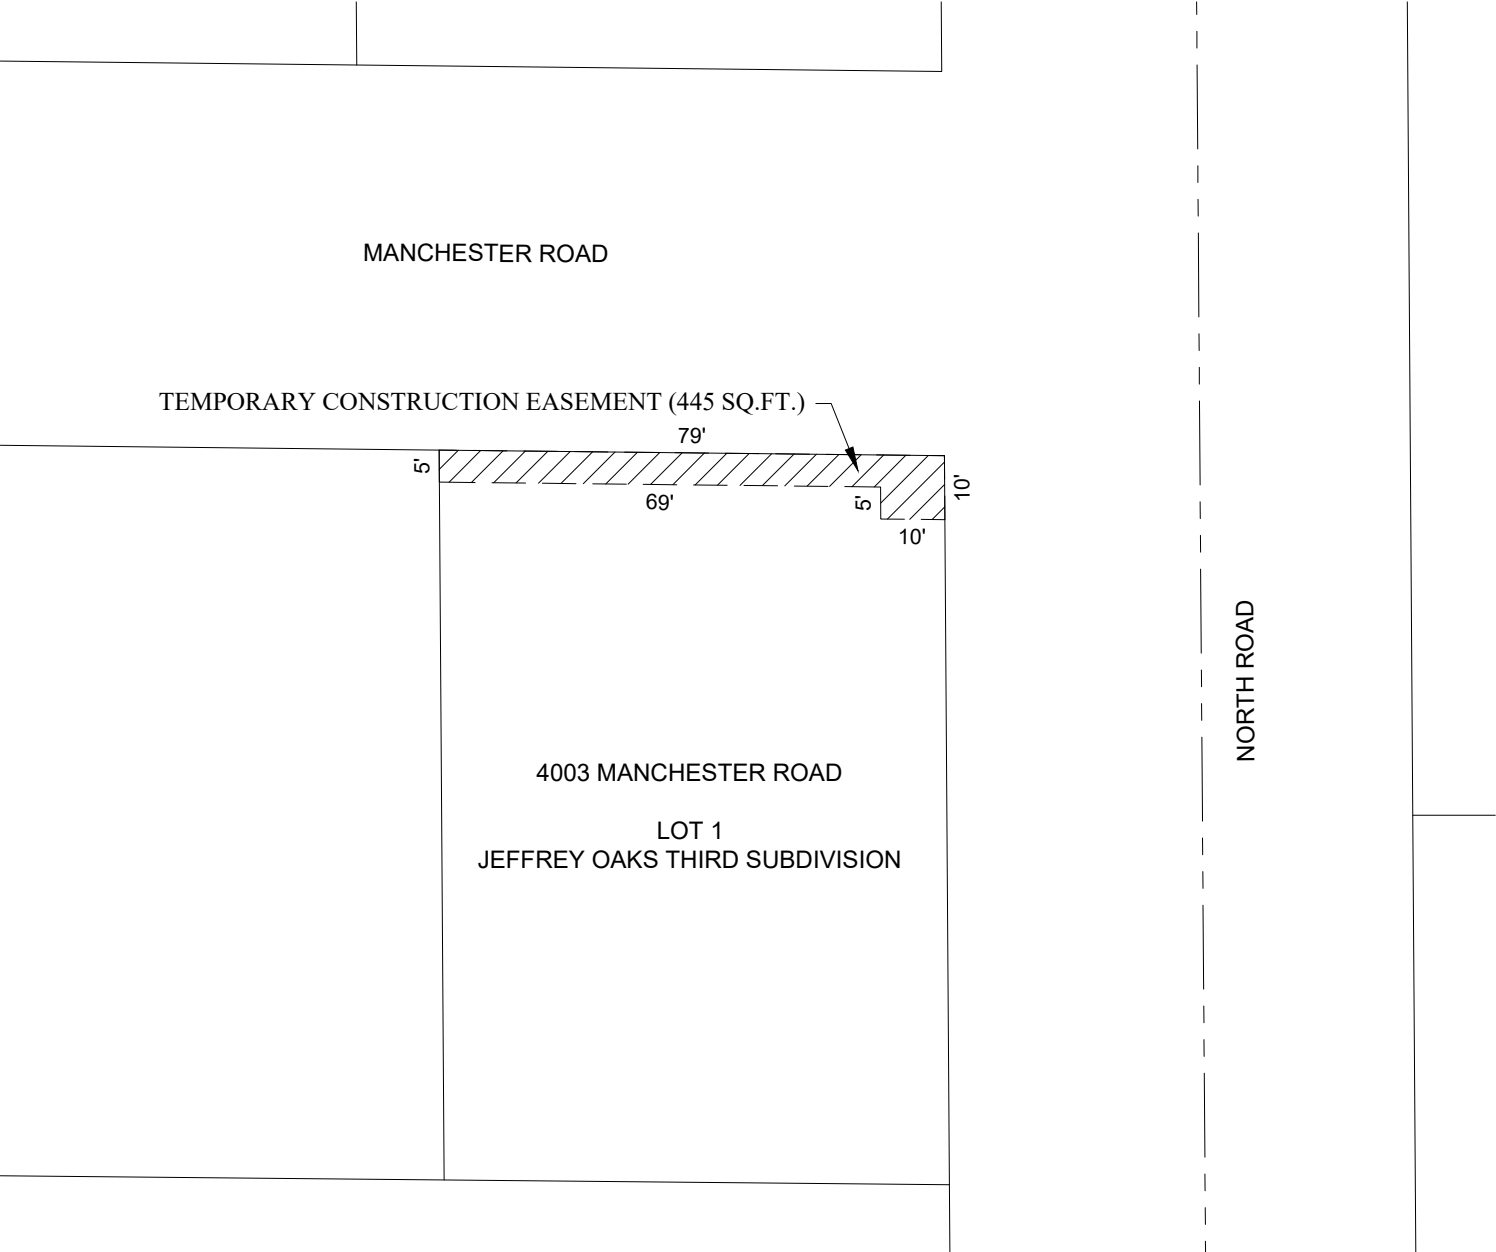 MANCHESTER ROAD
TEMPORARY CONSTRUCTION EASEMENT (445 SQ.FT.)
79'
5'
69'
5'
10'
10'
NORTH ROAD
4003 MANCHESTER ROAD
LOT 1
JEFFREY OAKS THIRD SUBDIVISION